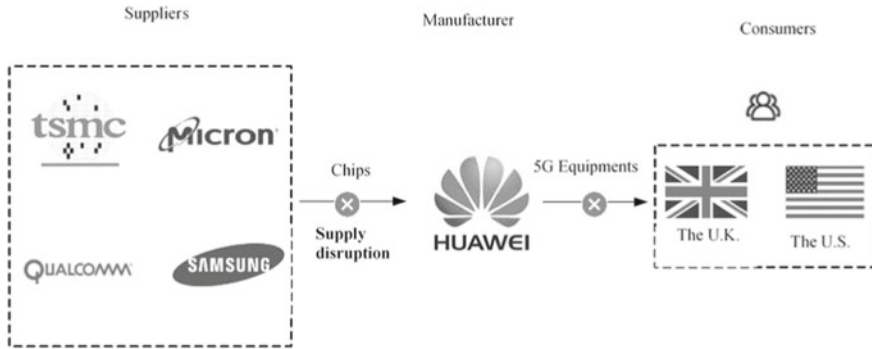 Suppliers
Manufacturer
Consumers
tsmc
Micron
Chips
5G Equipments
Supply
disruption
HUAWEI
The U.K.
The U.S.
QUALCOMM
SAMSUNG